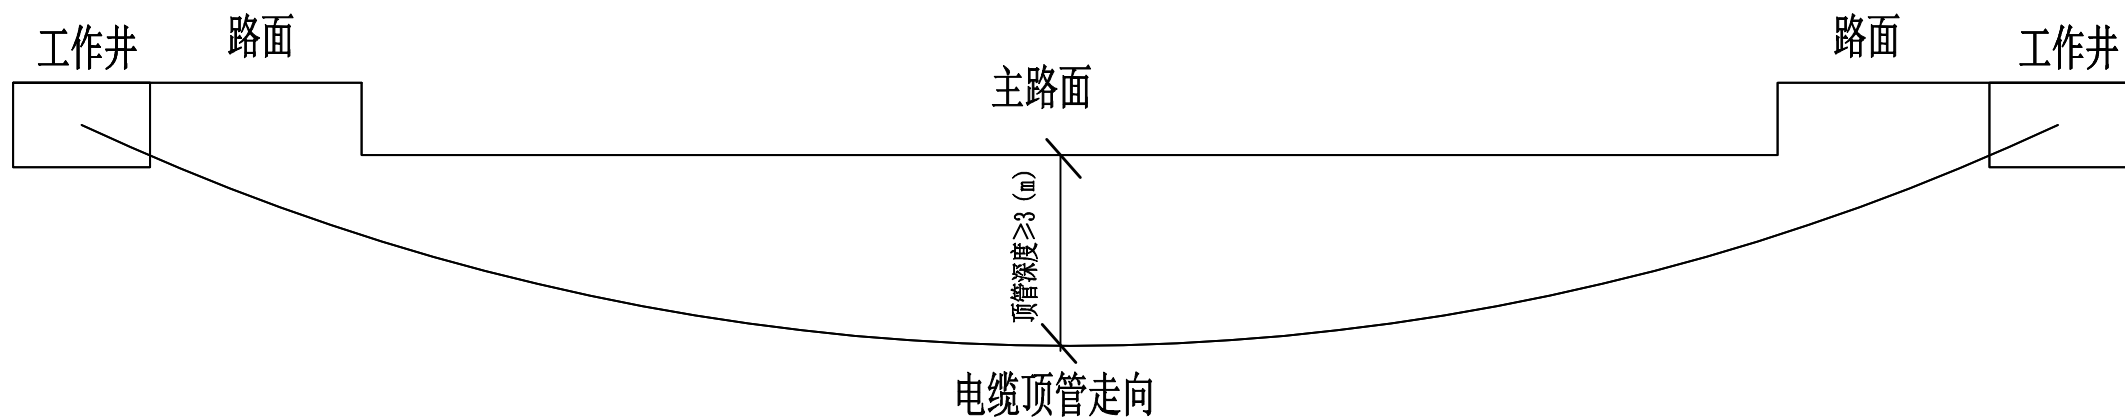 工作井
路面
主路面
路面
工作井
顶管深度≥3(m)
电缆顶管走向